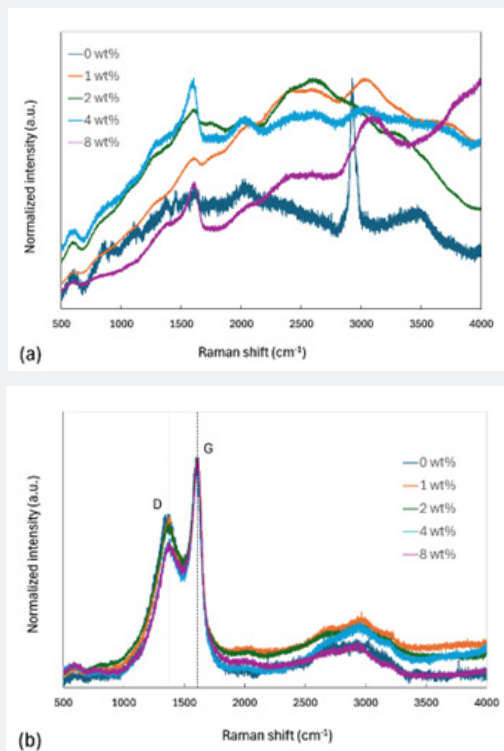 Normalized intensity (a.u.)
0 wt%
1 wt%
2 wt%
4 wt%
8 wt%
500 1000 1500 2000 2500 3000 3500 4000
Raman shift (cm⁻¹)
(a)
Normalized intensity (a.u.)
D
G
0 wt%
1 wt%
2 wt%
4 wt%
8 wt%
500 1000 1500 2000 2500 3000 3500 4000
Raman shift (cm⁻¹)
(b)